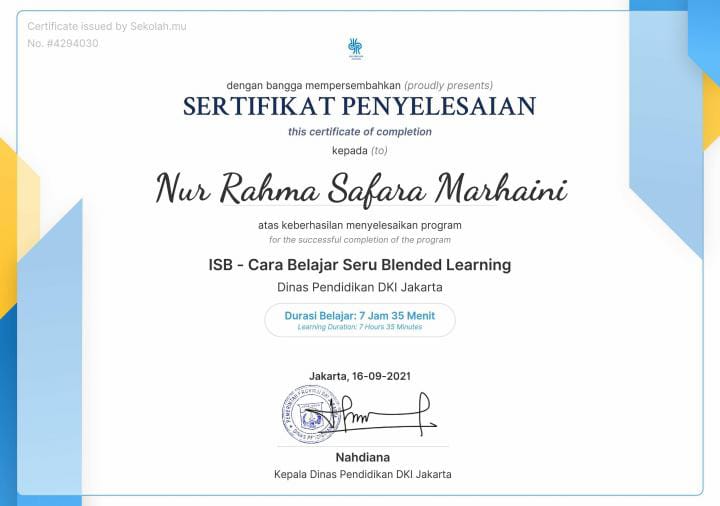 Certificate issued by Sekolah.mu
No. #4294030
dengan bangga mempersembahkan (proudly presents)
SERTIFIKAT PENYELESAIAN
this certificate of completion
kepada (to)
Nur Rahma Safara Marhaini
atas keberhasilan menyelesaikan program
for the successful completion of the program
ISB - Cara Belajar Seru Blended Learning
Dinas Pendidikan DKI Jakarta
Durasi Belajar: 7 Jam 35 Menit
Learning Duration: 7 Hours 35 Minutes
Jakarta, 16-09-2021
Nahdiana
Kepala Dinas Pendidikan DKI Jakarta